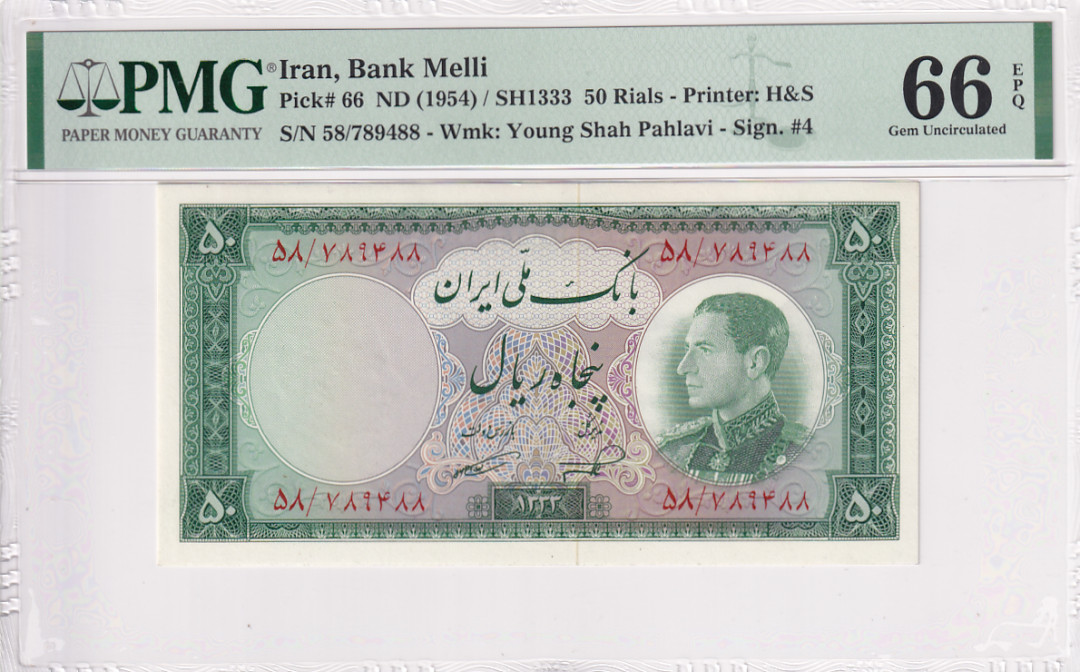 PMG®
PAPER MONEY GUARANTY
Iran, Bank Melli
Pick# 66 ND (1954) / SH1333 50 Rials - Printer: H&S
S/N 58/789488 - Wmk: Young Shah Pahlavi - Sign. #4
66 EPQ
Gem Uncirculated
۵۰ ۵۰
۵۸/۷۸۹۴۸۸ ۵۸/۷۸۹۴۸۸
بانک ملّی ایران
پنجاه ریال
۵۸/۷۸۹۴۸۸ ۵۸/۷۸۹۴۸۸
۵۰ ۱۳۳۳ ۵۰